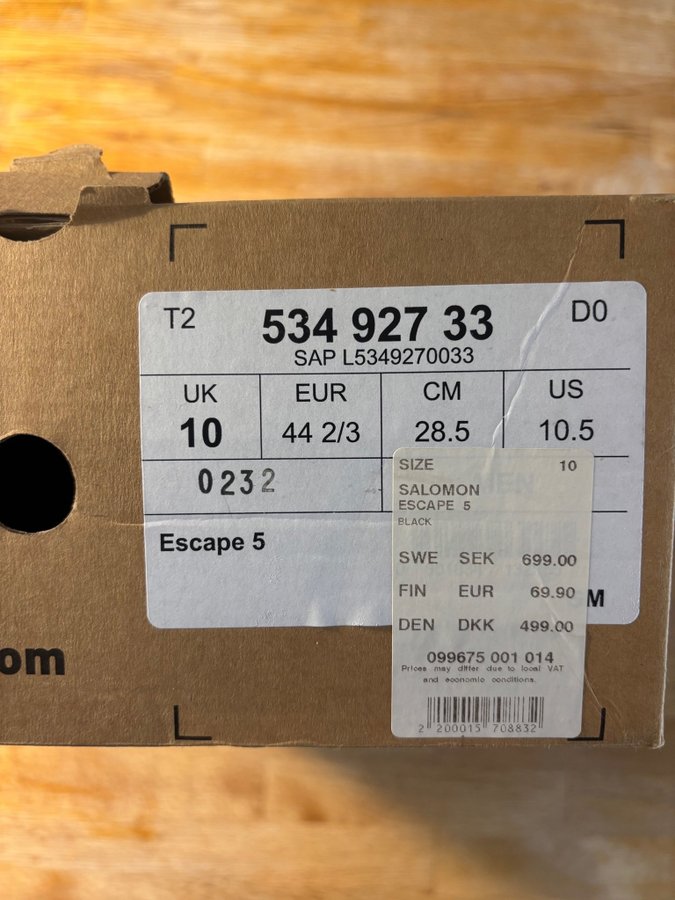 T2 534 927 33 D0
SAP L5349270033
UK EUR CM US
10 44 2/3 28.5 10.5
0232
Escape 5
M
SIZE 10
SALOMON
ESCAPE 5
BLACK
SWE SEK 699.00
FIN EUR 69.90
DEN DKK 499.00
099675 001 014
Prices may differ due to local VAT
and economic conditions.
2 200015 708832
om